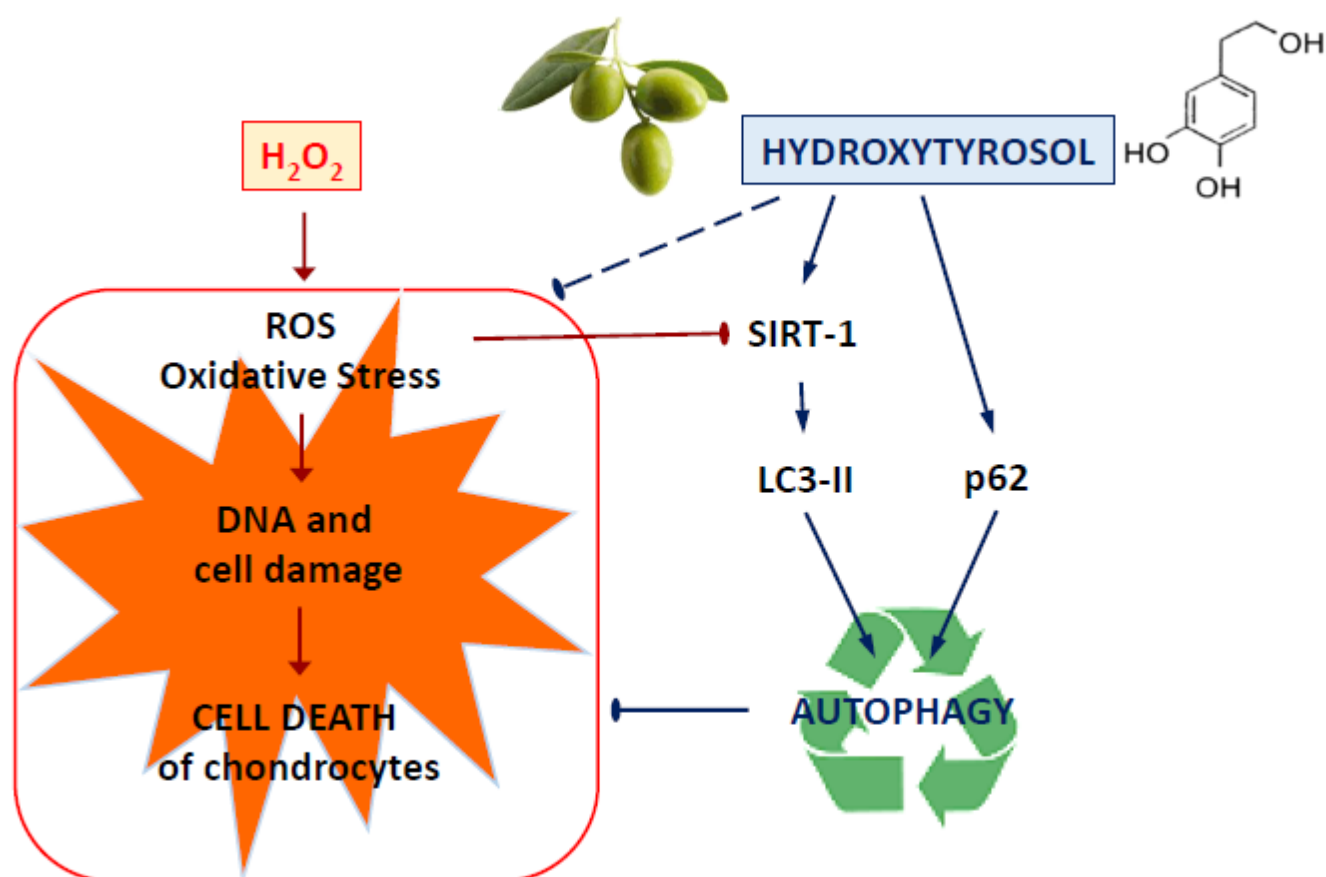 H₂O₂
HYDROXYTYROSOL
OH
HO
OH
ROS
Oxidative Stress
SIRT-1
DNA and
cell damage
LC3-II
p62
CELL DEATH
of chondrocytes
AUTOPHAGY